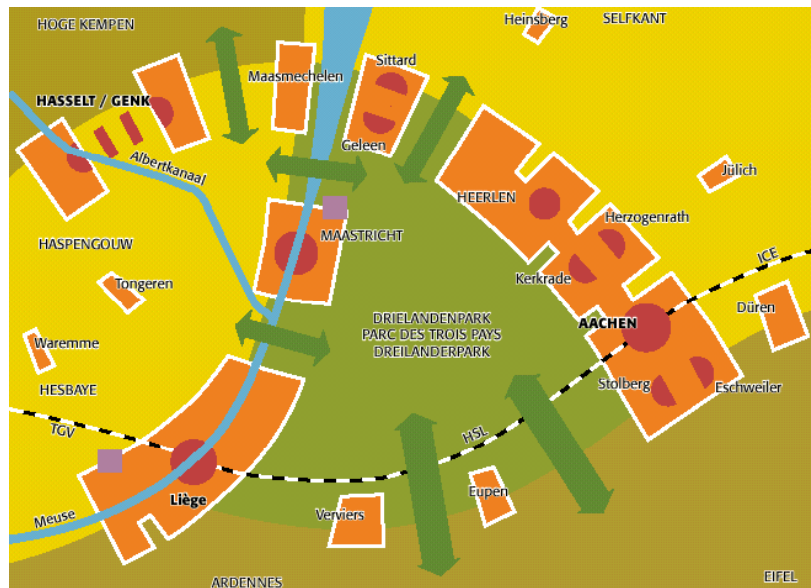 HOGE KEMPEN
Heinsberg
SELFKANT
Sittard
Maasmechelen
HASSELT / GENK
Geleen
Albertkanaal
Jülich
HEERLEN
Herzogenrath
MAASTRICHT
HASPENGOUW
ICE
Kerkrade
Tongeren
Düren
DRIELANDENPARK
PARC DES TROIS PAYS
DREILANDERPARK
AACHEN
Waremme
Stolberg
Eschweiler
HESBAYE
TGV
HSL
Liège
Eupen
Verviers
Meuse
ARDENNES
EIFEL